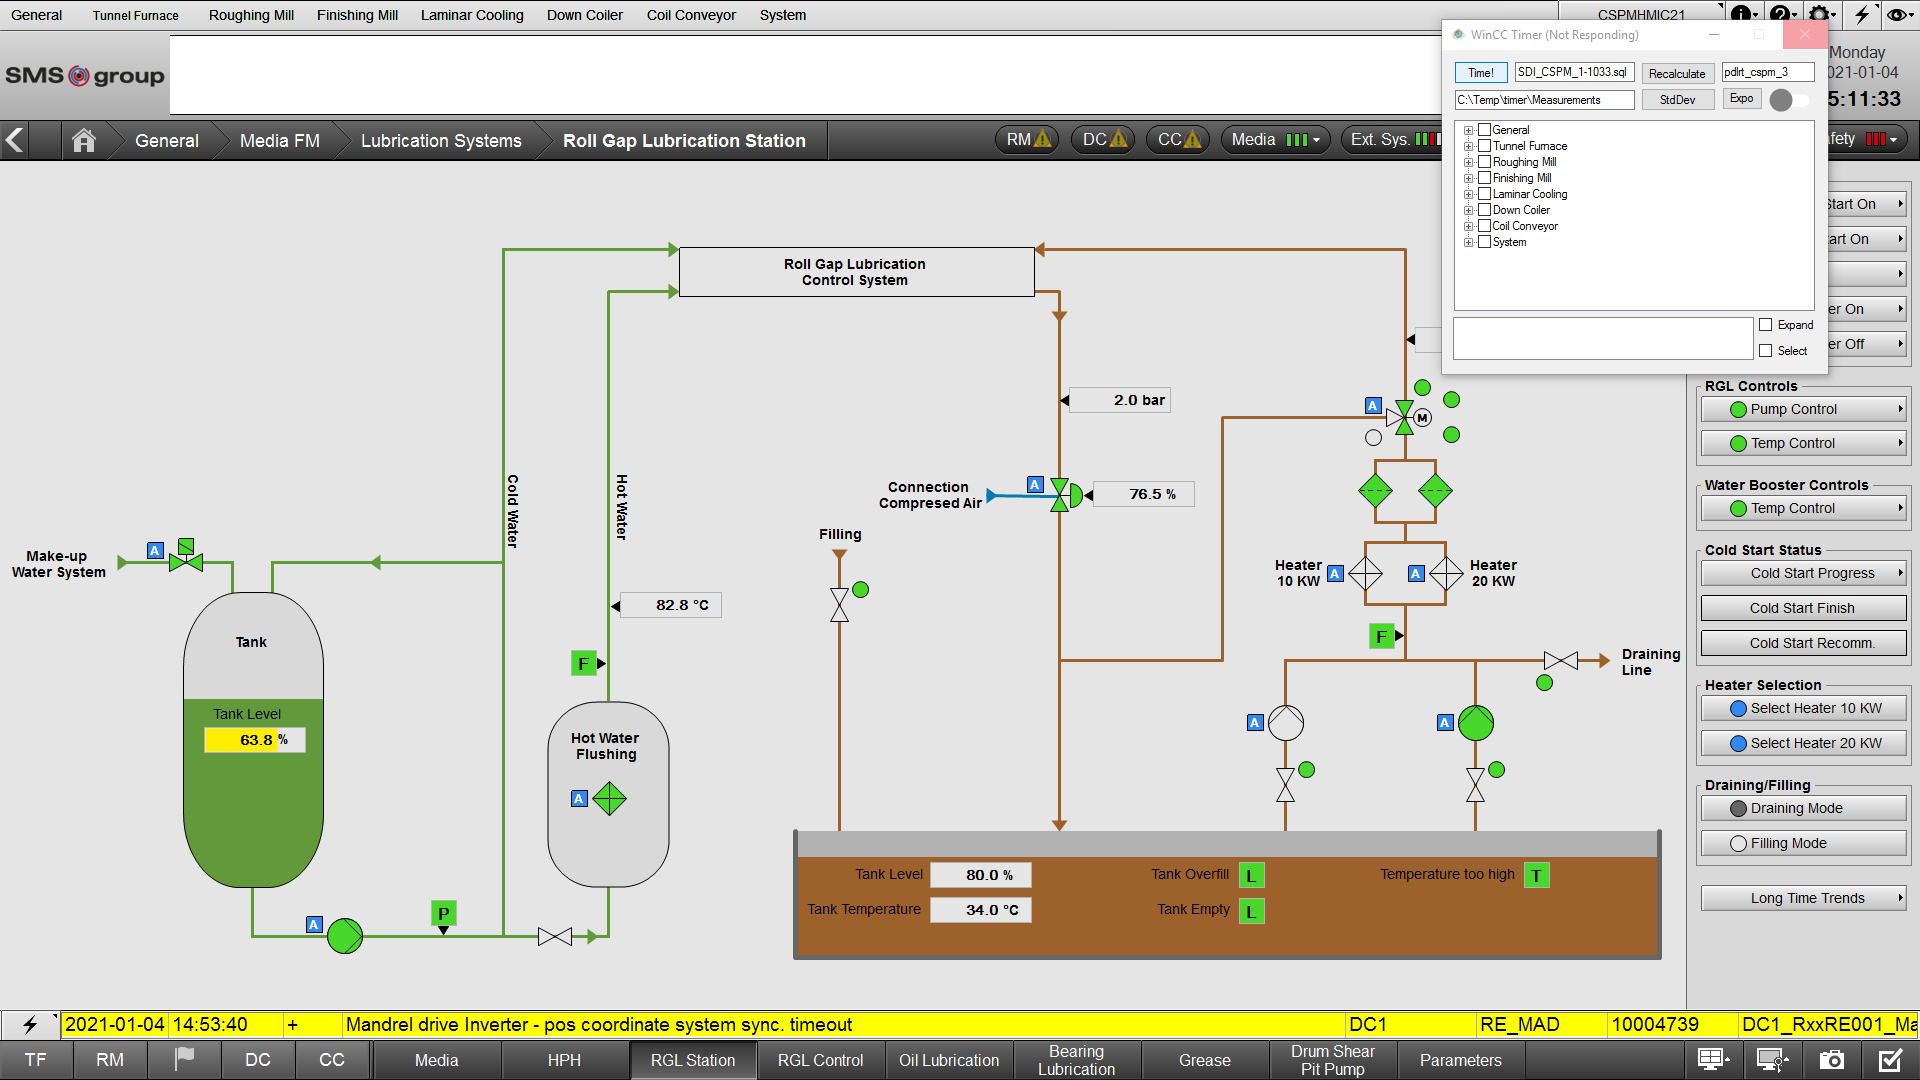 General Tunnel Furnace Roughing Mill Finishing Mill Laminar Cooling Down Coiler Coil Conveyor System CSPMHMIC21
SMS group
WinCC Timer (Not Responding)
Time! SDI_CSPM_1-1033.sql Recalculate pdlrt_cspm_3
C:\Temp\timer\Measurements StdDev Expo
General
Tunnel Furnace
Roughing Mill
Finishing Mill
Laminar Cooling
Down Coiler
Coil Conveyor
System
Expand
Select
Monday
021-01-04
5:11:33
General Media FM Lubrication Systems Roll Gap Lubrication Station RM DC CC Media Ext. Sys. fety
Start On
art On
er On
er Off
Roll Gap Lubrication
Control System
2.0 bar
A
M
Cold Water
Hot Water
Connection
Compresed Air
A
76.5 %
Filling
Make-up
Water System
A
82.8 °C
Heater
10 KW
A
A
Heater
20 KW
F
F
Tank
Tank Level
63.8 %
Draining
Line
Hot Water
Flushing
A
A
A
A
P
Tank Level 80.0 %
Tank Temperature 34.0 °C
Tank Overfill L
Tank Empty L
Temperature too high T
RGL Controls
Pump Control
Temp Control
Water Booster Controls
Temp Control
Cold Start Status
Cold Start Progress
Cold Start Finish
Cold Start Recomm.
Heater Selection
Select Heater 10 KW
Select Heater 20 KW
Draining/Filling
Draining Mode
Filling Mode
Long Time Trends
2021-01-04 14:53:40 + Mandrel drive Inverter - pos coordinate system sync. timeout DC1 RE_MAD 10004739 DC1_RxxRE001_Ma
TF RM DC CC Media HPH RGL Station RGL Control Oil Lubrication Bearing Lubrication Grease Drum Shear Pit Pump Parameters